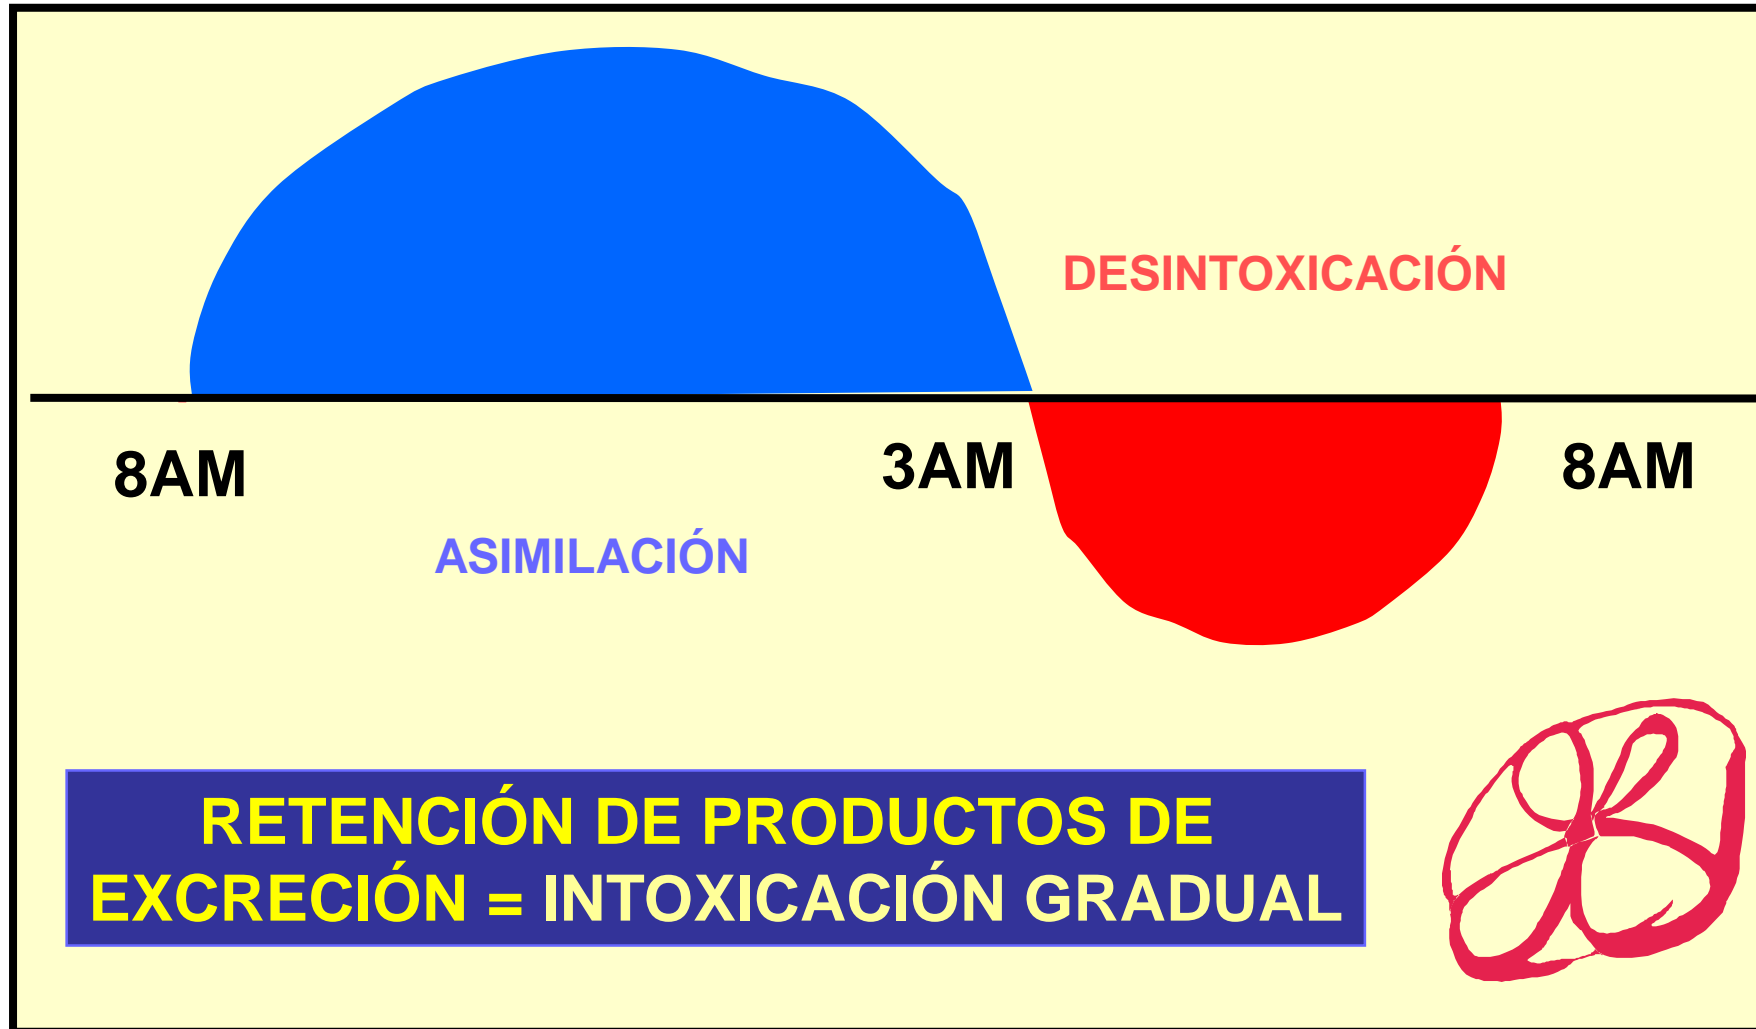 DESINTOXICACIÓN
8AM
3AM
8AM
ASIMILACIÓN
RETENCIÓN DE PRODUCTOS DE
EXCRECIÓN = INTOXICACIÓN GRADUAL